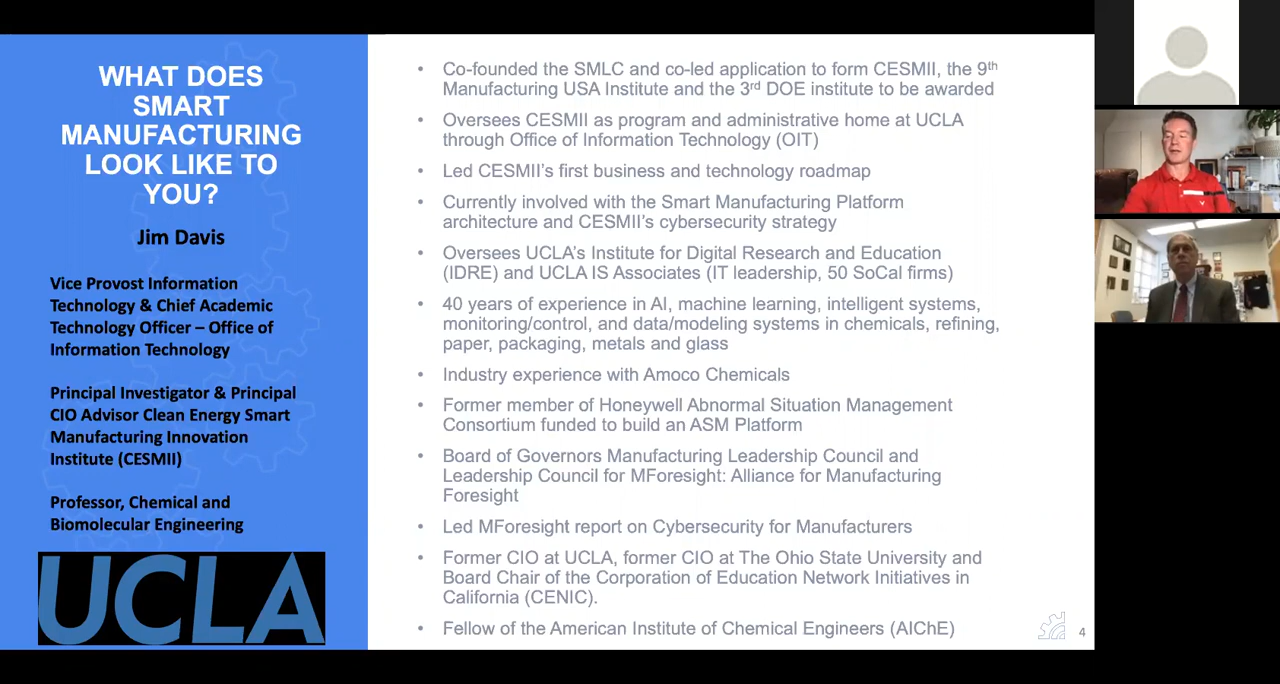 WHAT DOES
SMART
MANUFACTURING
LOOK LIKE TO
YOU?
Jim Davis
Vice Provost Information
Technology & Chief Academic
Technology Officer – Office of
Information Technology
Principal Investigator & Principal
CIO Advisor Clean Energy Smart
Manufacturing Innovation
Institute (CESMII)
Professor, Chemical and
Biomolecular Engineering
UCLA
• Co-founded the SMLC and co-led application to form CESMII, the 9th
Manufacturing USA Institute and the 3rd DOE institute to be awarded
• Oversees CESMII as program and administrative home at UCLA
through Office of Information Technology (OIT)
• Led CESMII's first business and technology roadmap
• Currently involved with the Smart Manufacturing Platform
architecture and CESMII's cybersecurity strategy
• Oversees UCLA's Institute for Digital Research and Education
(IDRE) and UCLA IS Associates (IT leadership, 50 SoCal firms)
• 40 years of experience in AI, machine learning, intelligent systems,
monitoring/control, and data/modeling systems in chemicals, refining,
paper, packaging, metals and glass
• Industry experience with Amoco Chemicals
• Former member of Honeywell Abnormal Situation Management
Consortium funded to build an ASM Platform
• Board of Governors Manufacturing Leadership Council and
Leadership Council for MForesight: Alliance for Manufacturing
Foresight
• Led MForesight report on Cybersecurity for Manufacturers
• Former CIO at UCLA, former CIO at The Ohio State University and
Board Chair of the Corporation of Education Network Initiatives in
California (CENIC).
• Fellow of the American Institute of Chemical Engineers (AIChE)
4